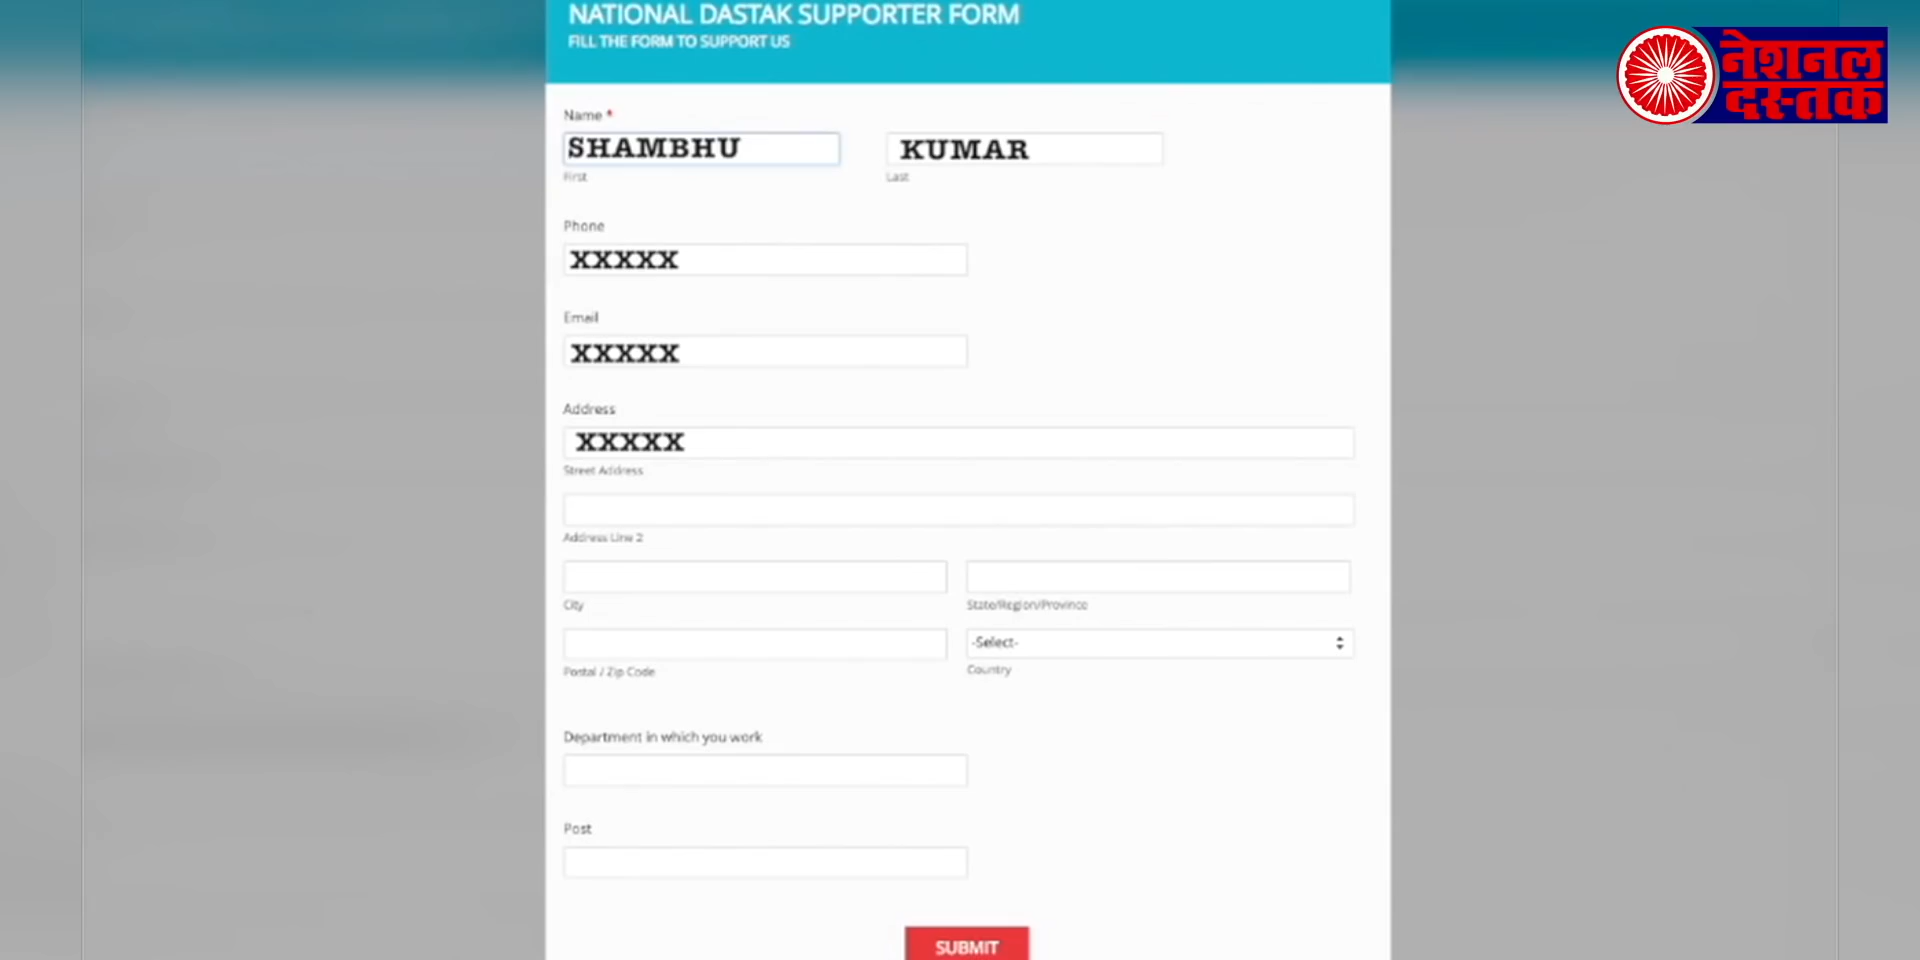 NATIONAL DASTAK SUPPORTER FORM
FILL THE FORM TO SUPPORT US
नेशनल
दस्तक
Name *
SHAMBHU KUMAR
First Last
Phone
XXXXX
Email
XXXXX
Address
XXXXX
Street Address
Address Line 2
City State/Region/Province
-Select-
Postal / Zip Code Country
Department in which you work
Post
SUBMIT